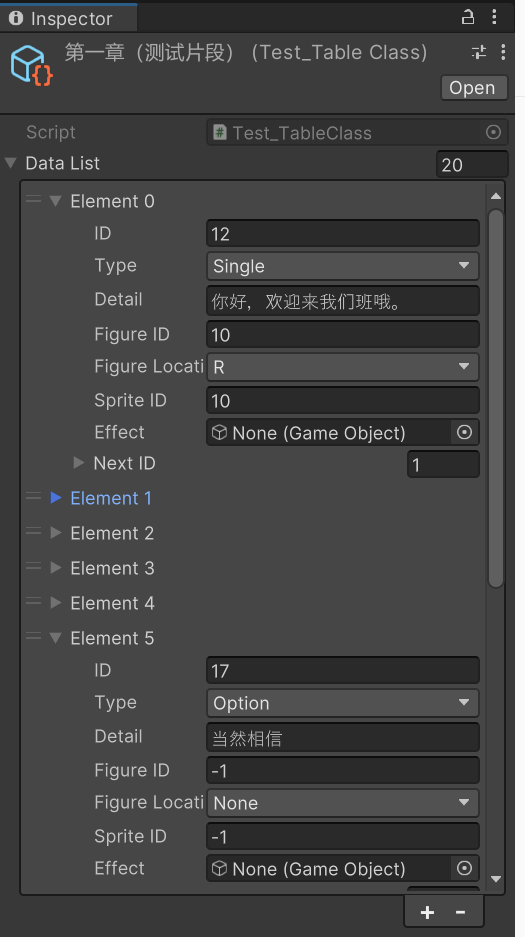 Inspector
第一章（测试片段） (Test_Table Class)
Open
Script
Test_TableClass
Data List
20
Element 0
ID
12
Type
Single
Detail
你好，欢迎来我们班哦。
Figure ID
10
Figure Locati
R
Sprite ID
10
Effect
None (Game Object)
Next ID
1
Element 1
Element 2
Element 3
Element 4
Element 5
ID
17
Type
Option
Detail
当然相信
Figure ID
-1
Figure Locati
None
Sprite ID
-1
Effect
None (Game Object)